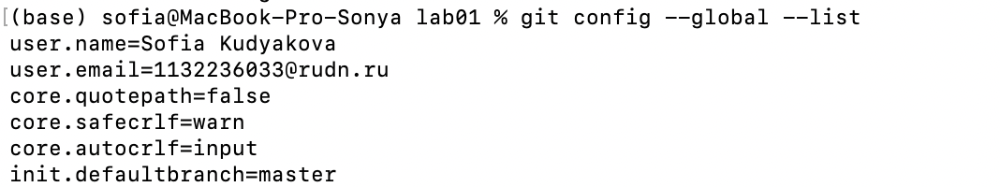 [(base) sofia@MacBook-Pro-Sonya lab01 % git config --global --list
user.name=Sofia Kudyakova
user.email=1132236033@rudn.ru
core.quotepath=false
core.safecrlf=warn
core.autocrlf=input
init.defaultbranch=master